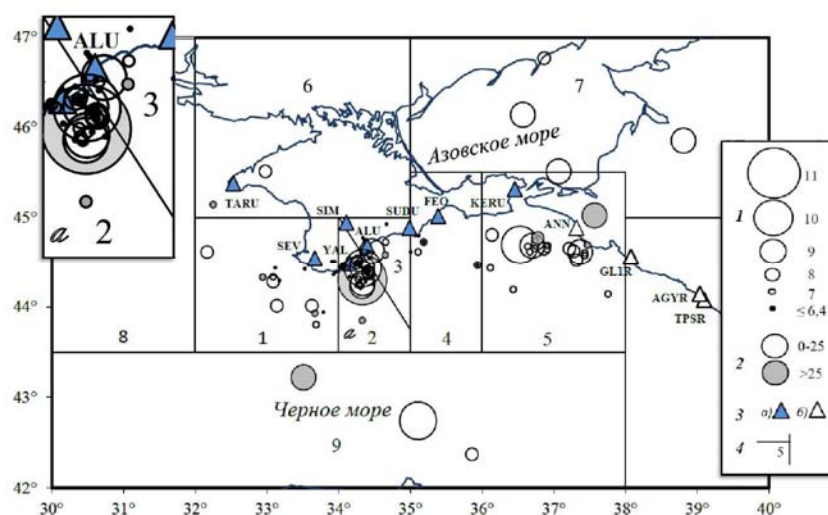 47°
46°
45°
44°
43°
42°
30° 31° 32° 33° 34° 35° 36° 37° 38° 39° 40°
ALU
3
2
а
6
7
Азовское море
TARU
SIM
SUDU
FEO
KERU
ANN
SEV
YAL
ALU
GLIR
AGYR
TPSR
8
1
а
2
3
4
5
Черное море
9
1
11
10
9
8
7
≤6,4
2
0-25
>25
3
а)
б)
4
5